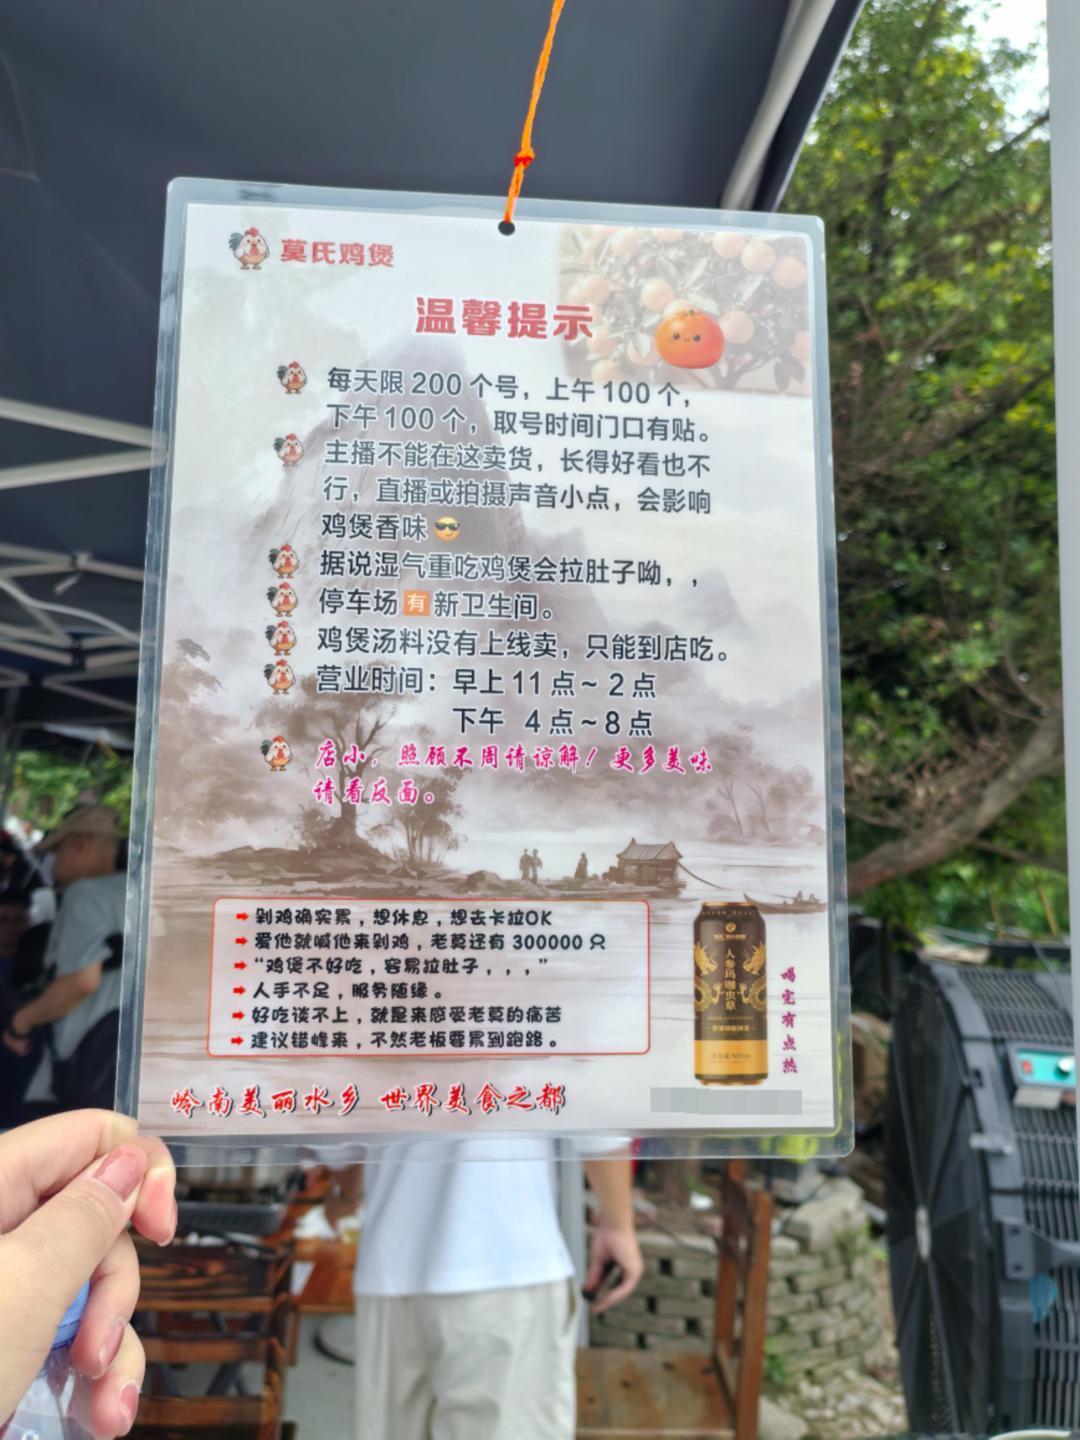 莫氏鸡煲
温馨提示
每天限200个号，上午100个，
下午100个，取号时间门口有贴。
主播不能在这卖货，长得好看也不
行，直播或拍摄声音小点，会影响
鸡煲香味😎
据说湿气重吃鸡煲会拉肚子呦，，
停车场🈶新卫生间。
鸡煲汤料没有上线卖，只能到店吃。
营业时间：早上11点~2点
下午 4点~8点
店小，照顾不周请谅解！更多美味
请看反面。
剁鸡确实累，想休息，想去卡拉OK
爱他就喊他来剁鸡，老莫还有300000只
“鸡煲不好吃，容易拉肚子，，，”
人手不足，服务随缘。
好吃谈不上，就是来感受老莫的痛苦
建议错峰来，不然老板要累到跑路。
人参玛咖虫草
喝完有点热
岭南美丽水乡 世界美食之都